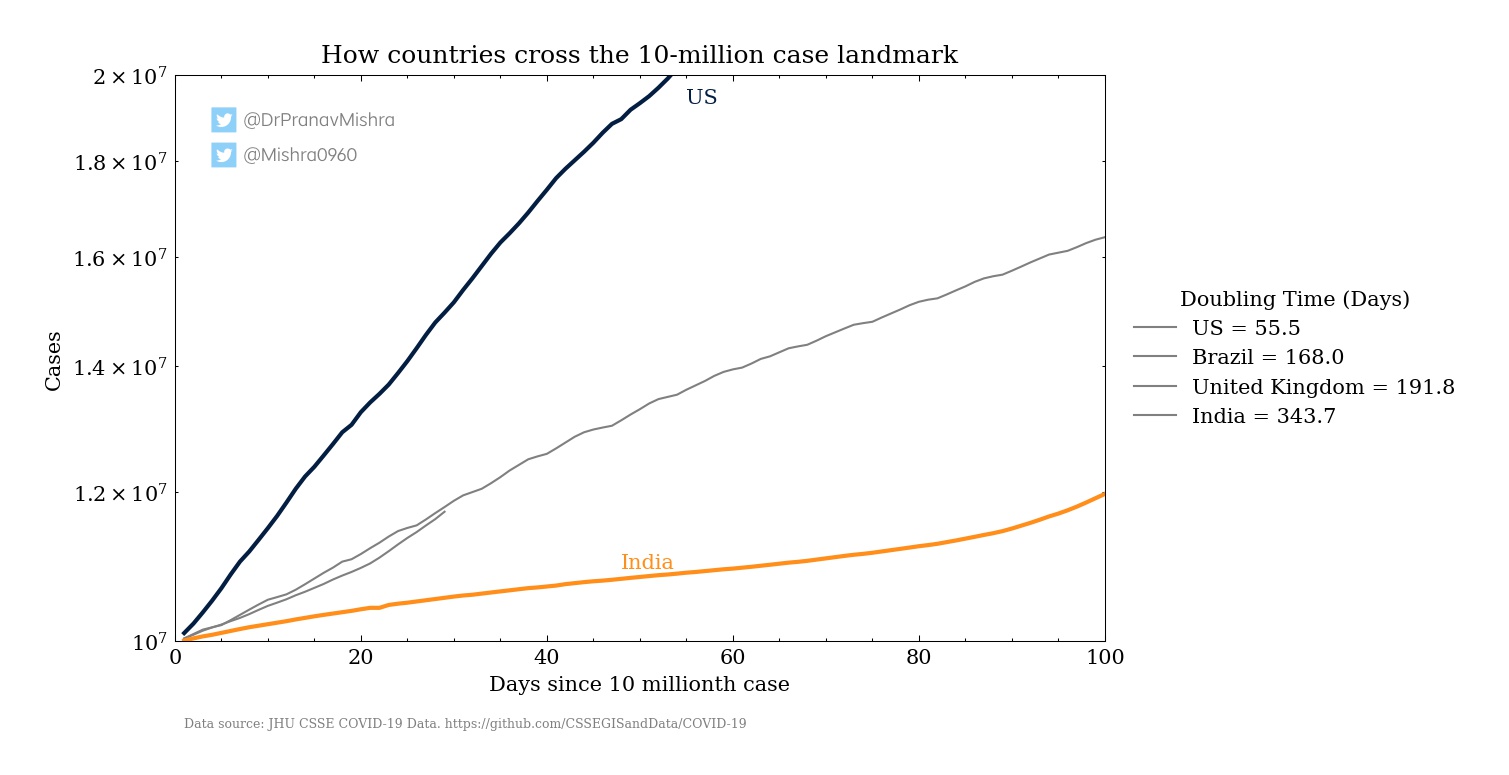 How countries cross the 10-million case landmark
2 × 10⁷
1.8 × 10⁷
1.6 × 10⁷
1.4 × 10⁷
1.2 × 10⁷
10⁷
Cases
@DrPranavMishra
@Mishra0960
US
India
0 20 40 60 80 100
Days since 10 millionth case
Doubling Time (Days)
US = 55.5
Brazil = 168.0
United Kingdom = 191.8
India = 343.7
Data source: JHU CSSE COVID-19 Data. https://github.com/CSSEGISandData/COVID-19